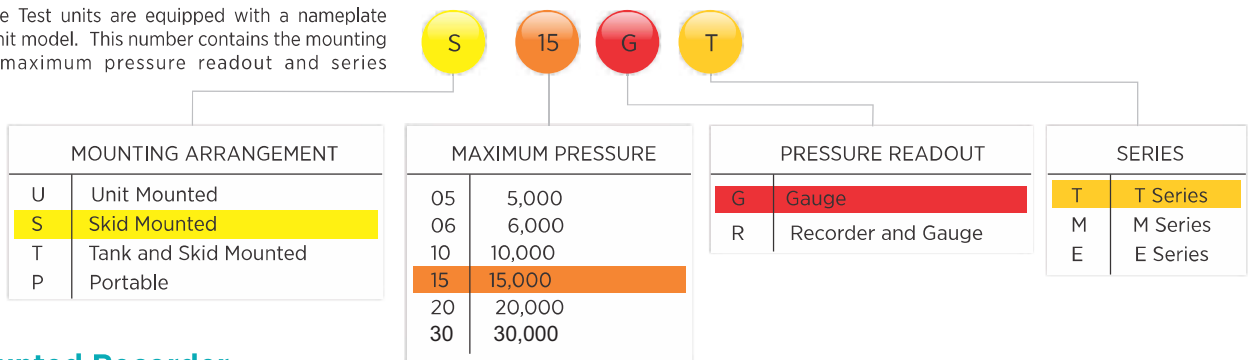 e Test units are equipped with a nameplate
nit model. This number contains the mounting
maximum pressure readout and series
S 15 G T
MOUNTING ARRANGEMENT
U Unit Mounted
S Skid Mounted
T Tank and Skid Mounted
P Portable
MAXIMUM PRESSURE
05 5,000
06 6,000
10 10,000
15 15,000
20 20,000
30 30,000
PRESSURE READOUT
G Gauge
R Recorder and Gauge
SERIES
T T Series
M M Series
E E Series
unted Recorder